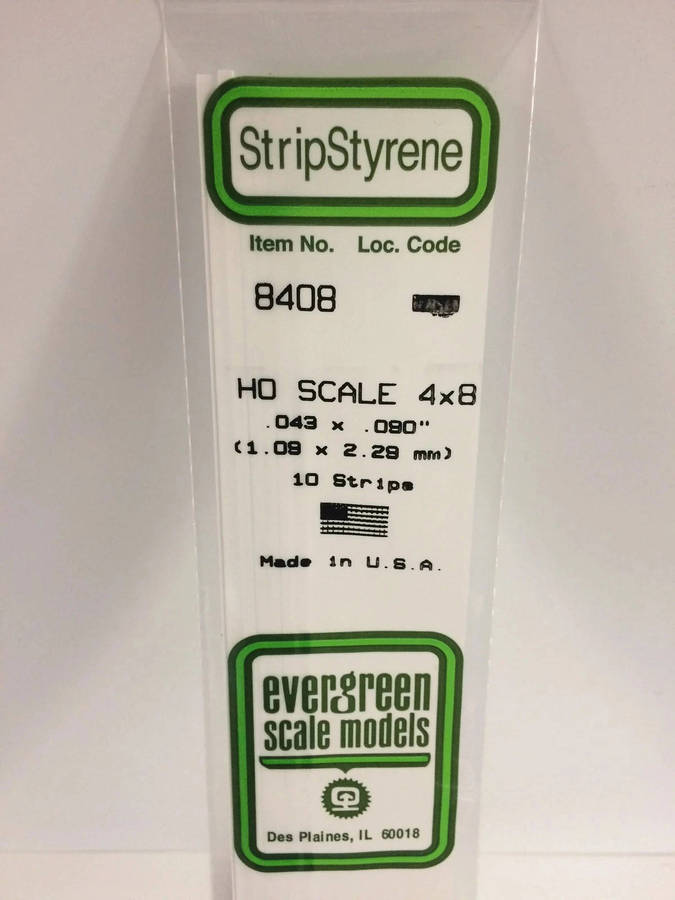 StripStyrene
Item No. Loc. Code
8408
HO SCALE 4x8
.043 x .090"
(1.09 x 2.29 mm)
10 Strips
Made in U.S.A.
evergreen
scale models
Des Plaines, IL 60018